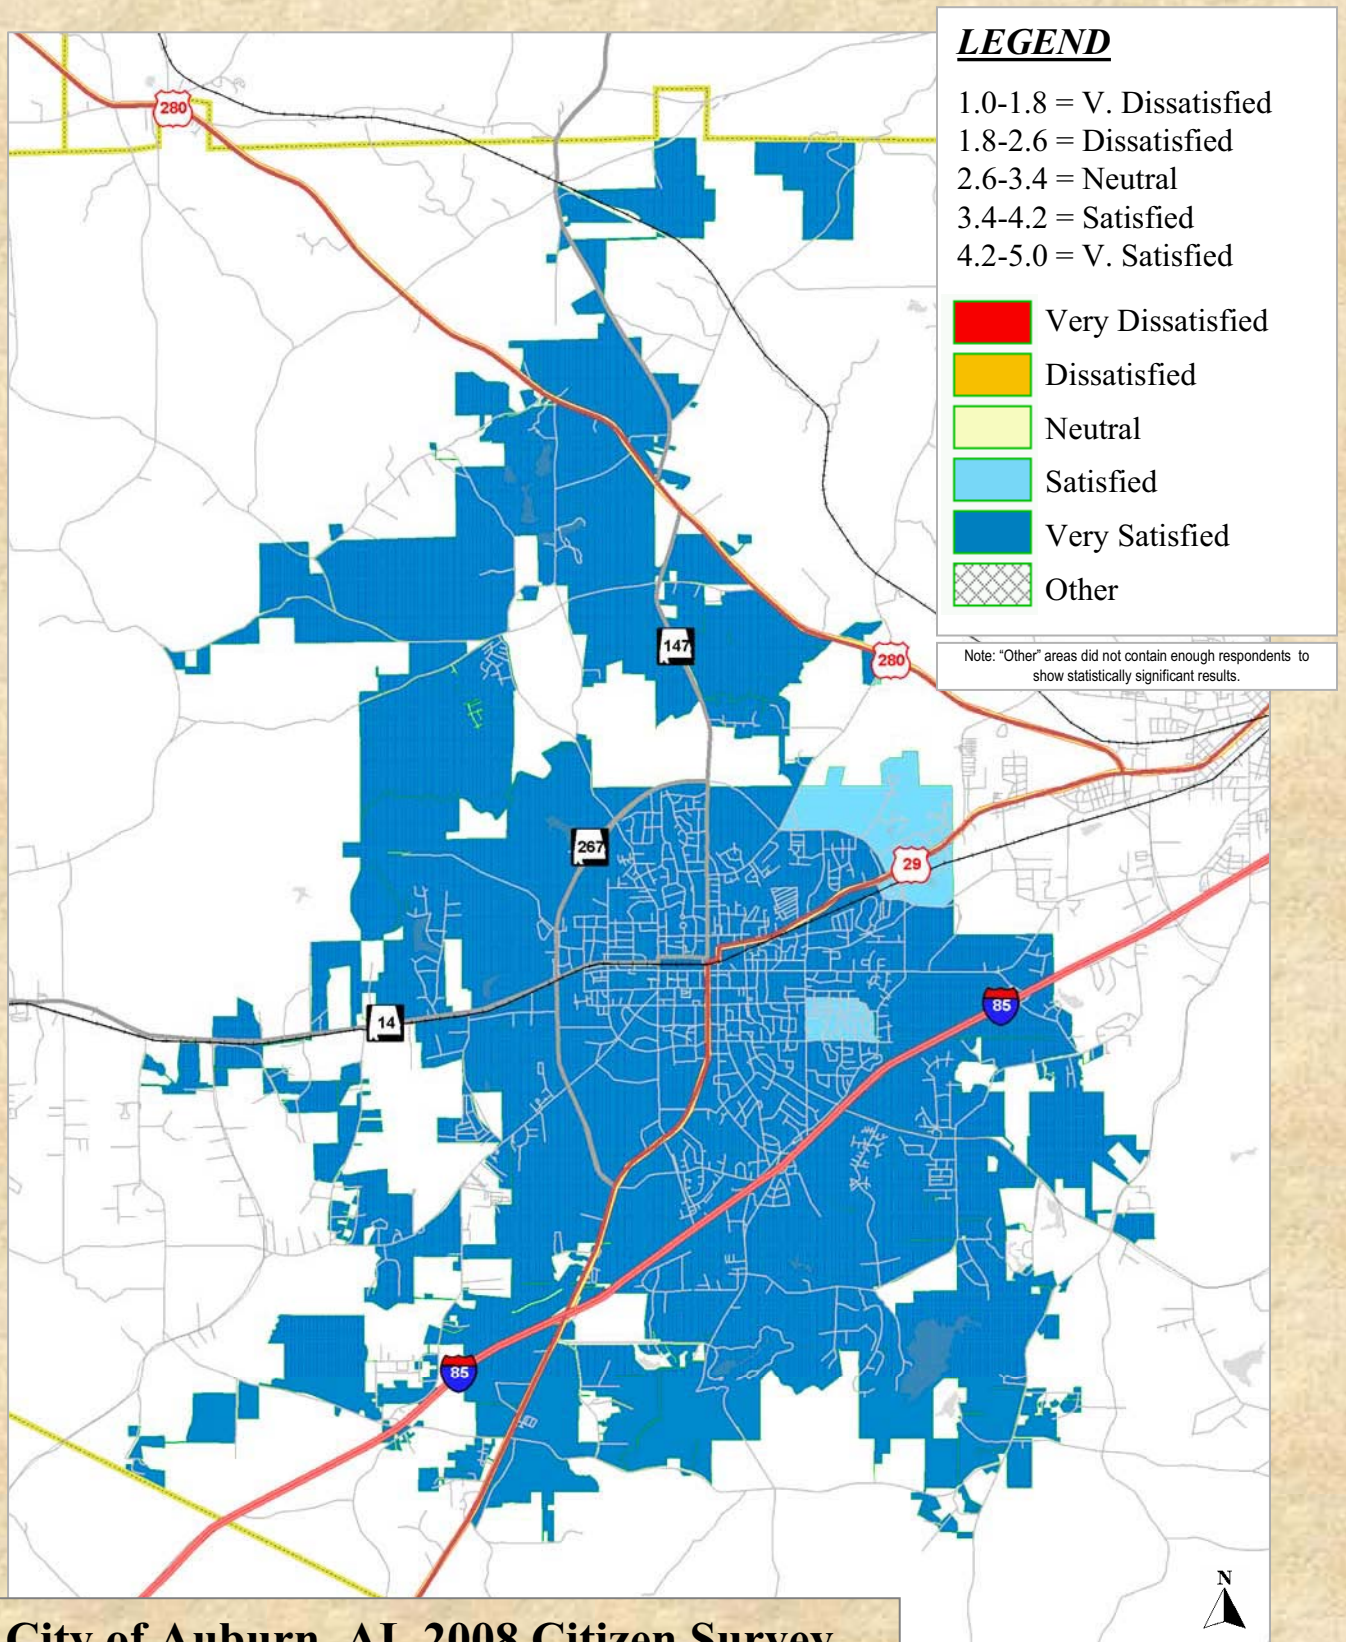 LEGEND
1.0-1.8 = V. Dissatisfied
1.8-2.6 = Dissatisfied
2.6-3.4 = Neutral
3.4-4.2 = Satisfied
4.2-5.0 = V. Satisfied
Very Dissatisfied
Dissatisfied
Neutral
Satisfied
Very Satisfied
Other
Note: “Other” areas did not contain enough respondents to
show statistically significant results.
280
147
280
267
29
85
14
85
N
City of Auburn, AL 2008 Citizen Survey